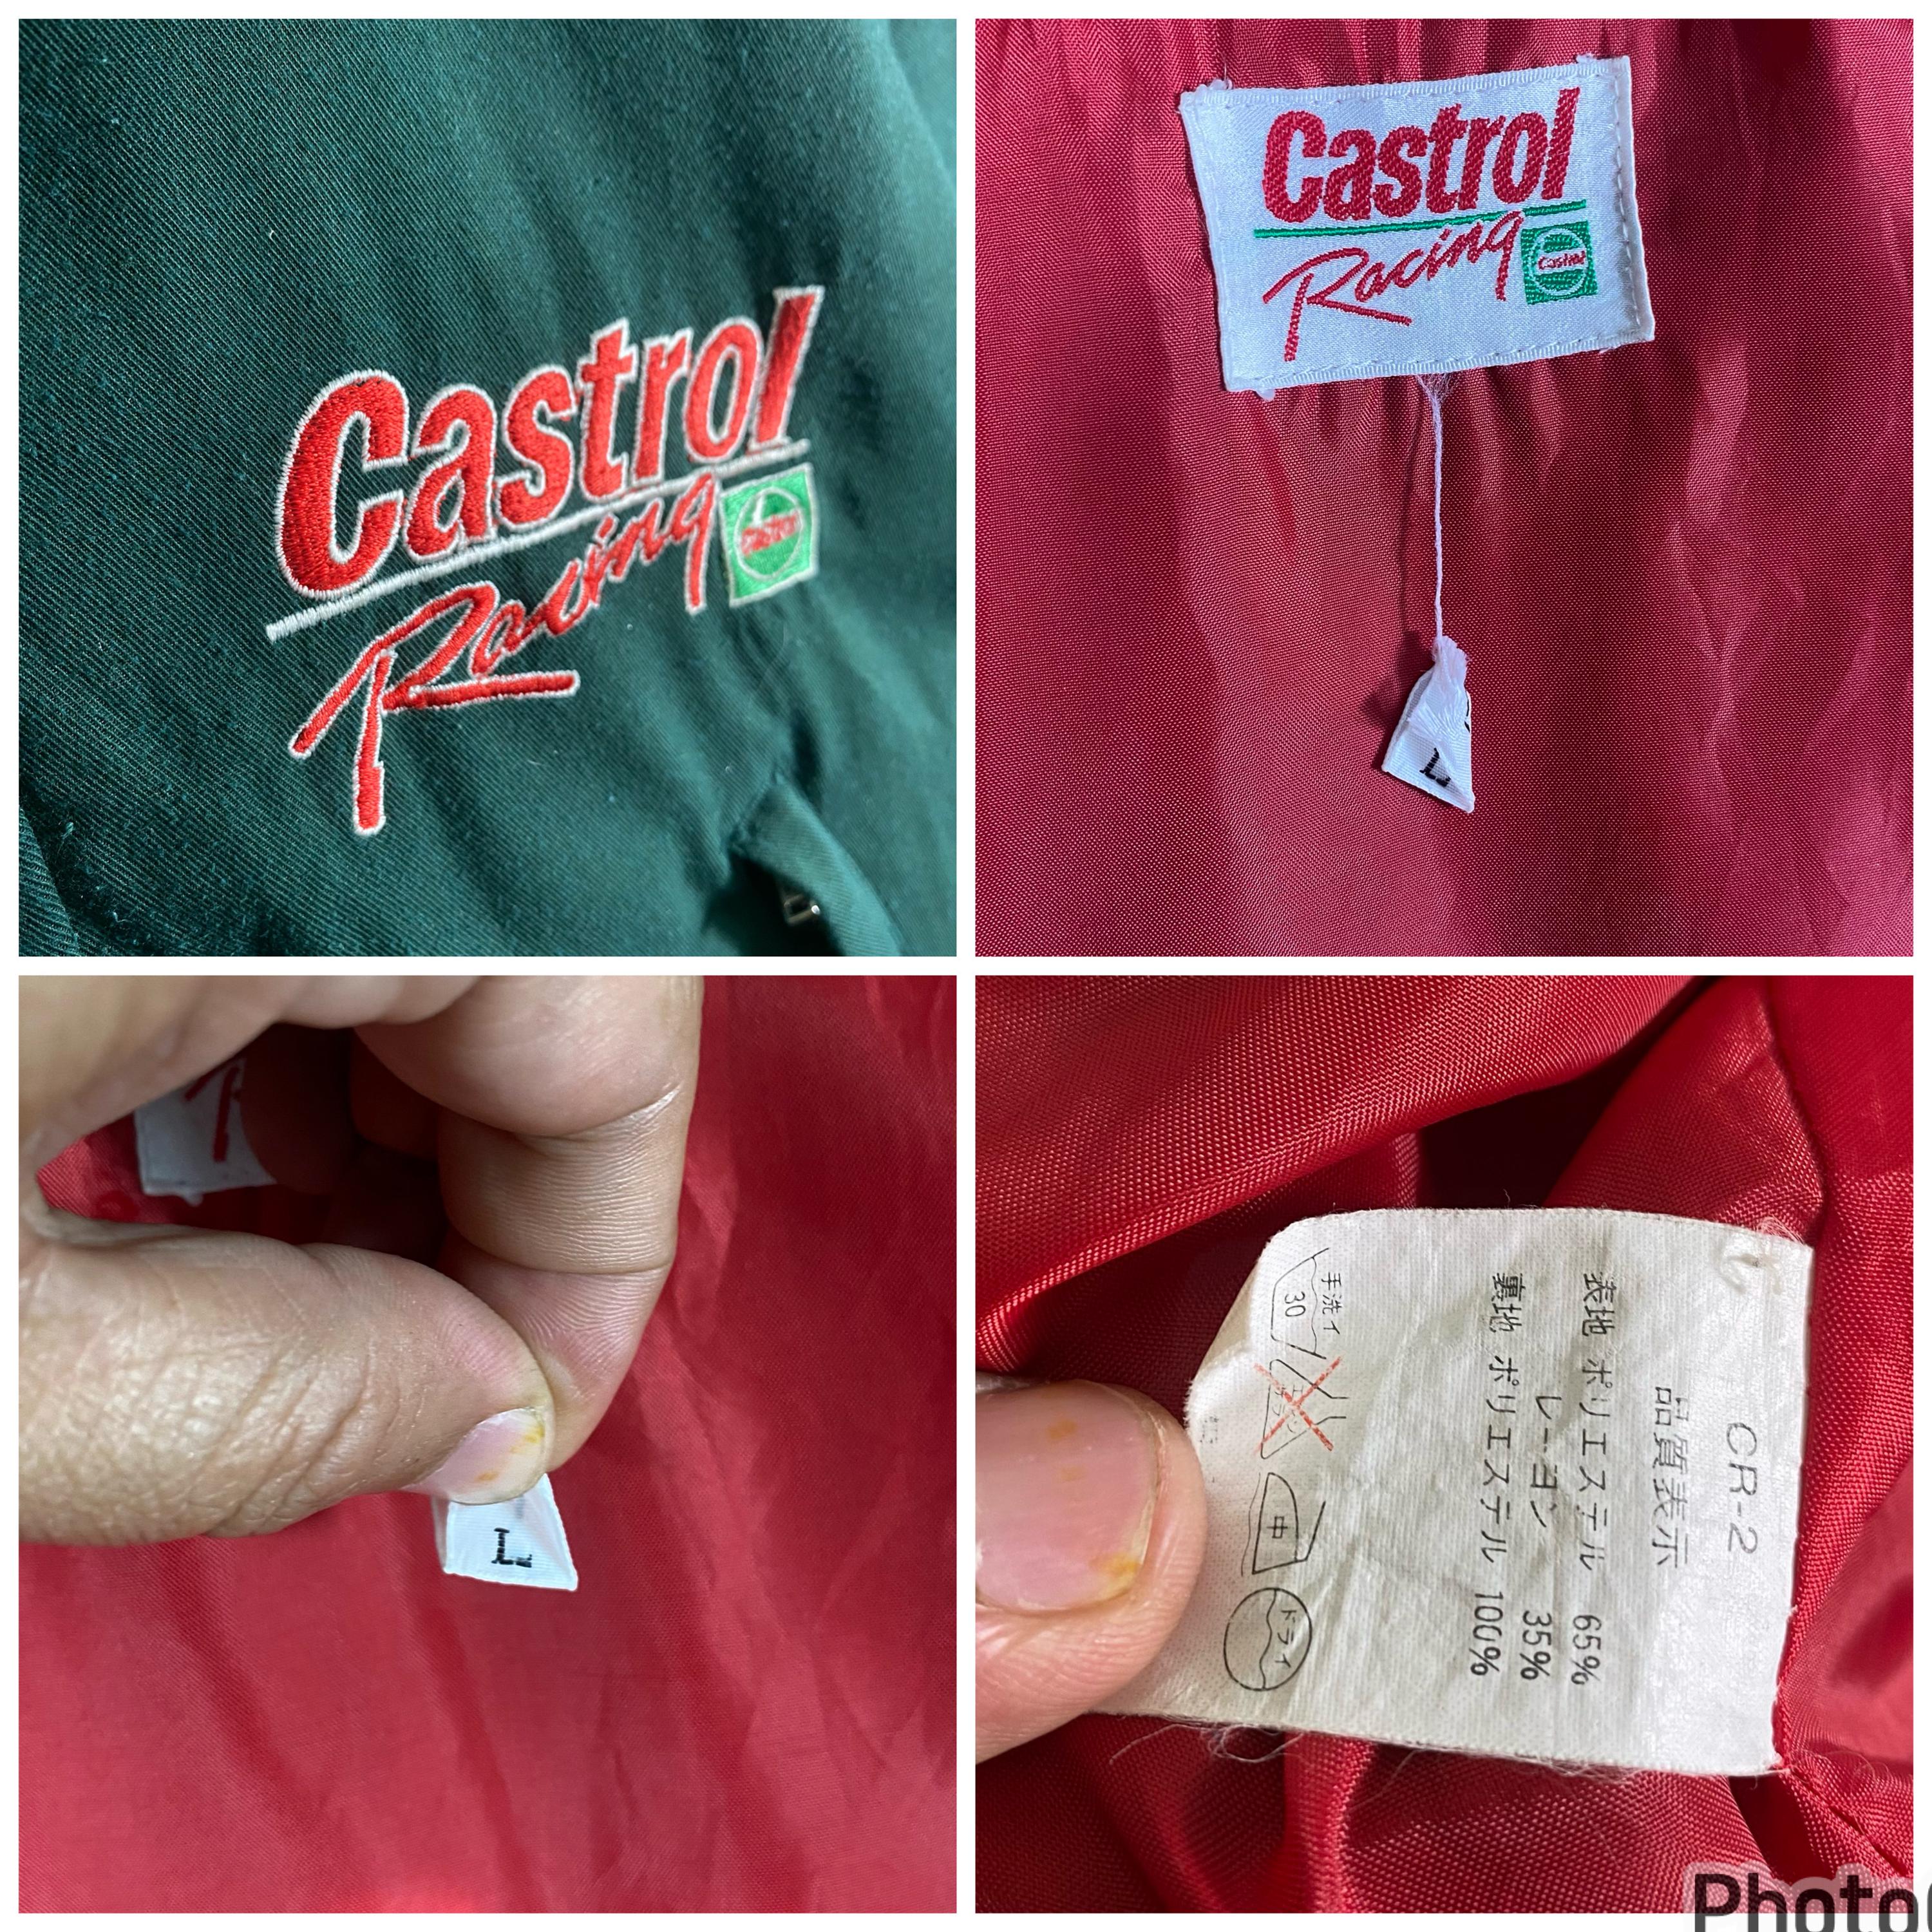 Castrol
Racing
Castrol
Castrol
Racing
Castrol
L
L
CR-2
品質表示
表地 ポリエステル 65%
レーヨン 35%
裏地 ポリエステル 100%
手洗イ
30
中
ドライ
Photo